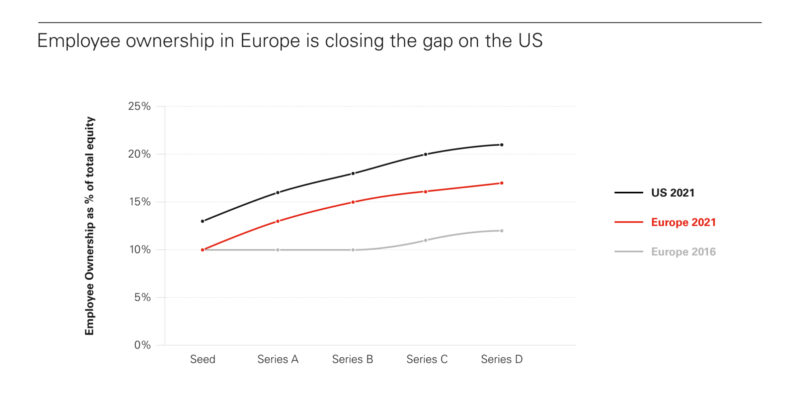 Employee ownership in Europe is closing the gap on the US
Employee Ownership as % of total equity
25%
20%
15%
10%
5%
0%
Seed
Series A
Series B
Series C
Series D
US 2021
Europe 2021
Europe 2016